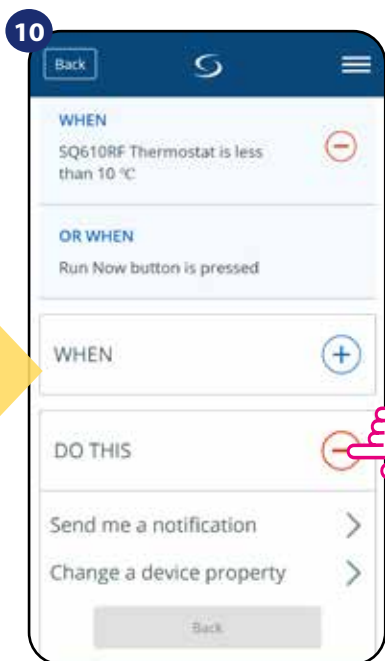 10
Back
WHEN
SQ610RF Thermostat is less
than 10 °C
OR WHEN
Run Now button is pressed
WHEN
DO THIS
Send me a notification
Change a device property
Back